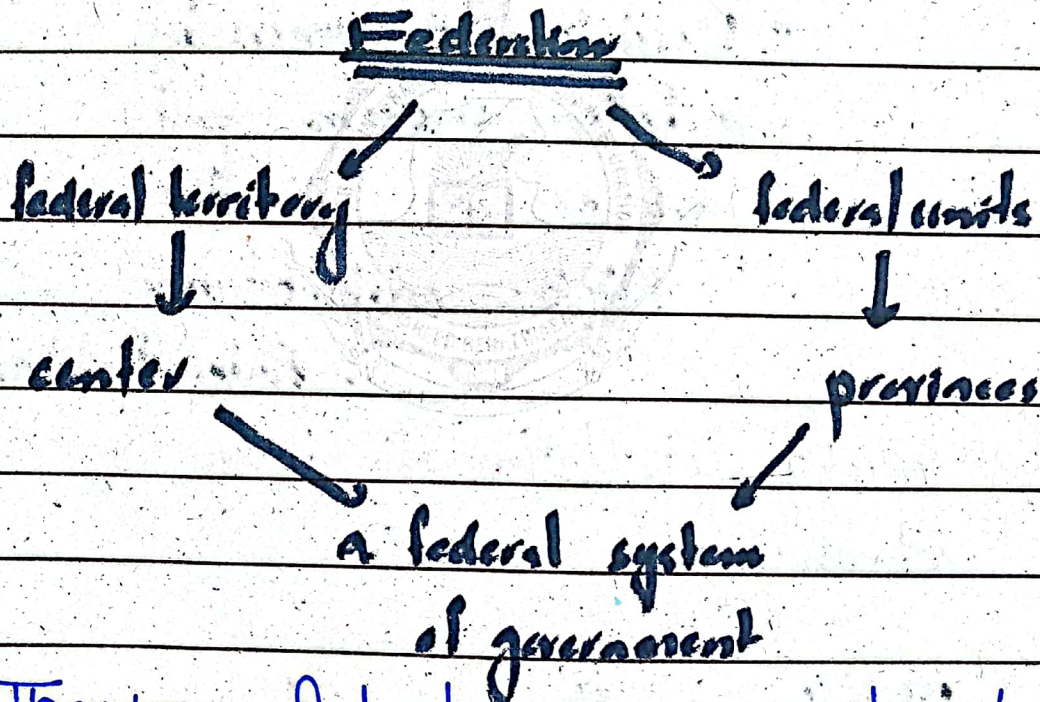 Federation
federal territory federal units
center provinces
a federal system
of government